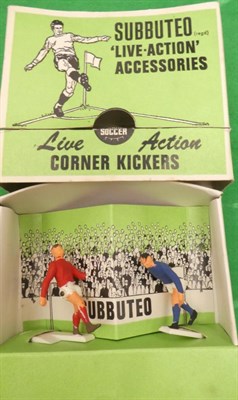 SUBBUTEO (regd)
'LIVE-ACTION'
ACCESSORIES
SOCCER
Live Action
CORNER KICKERS
SUBBUTEO